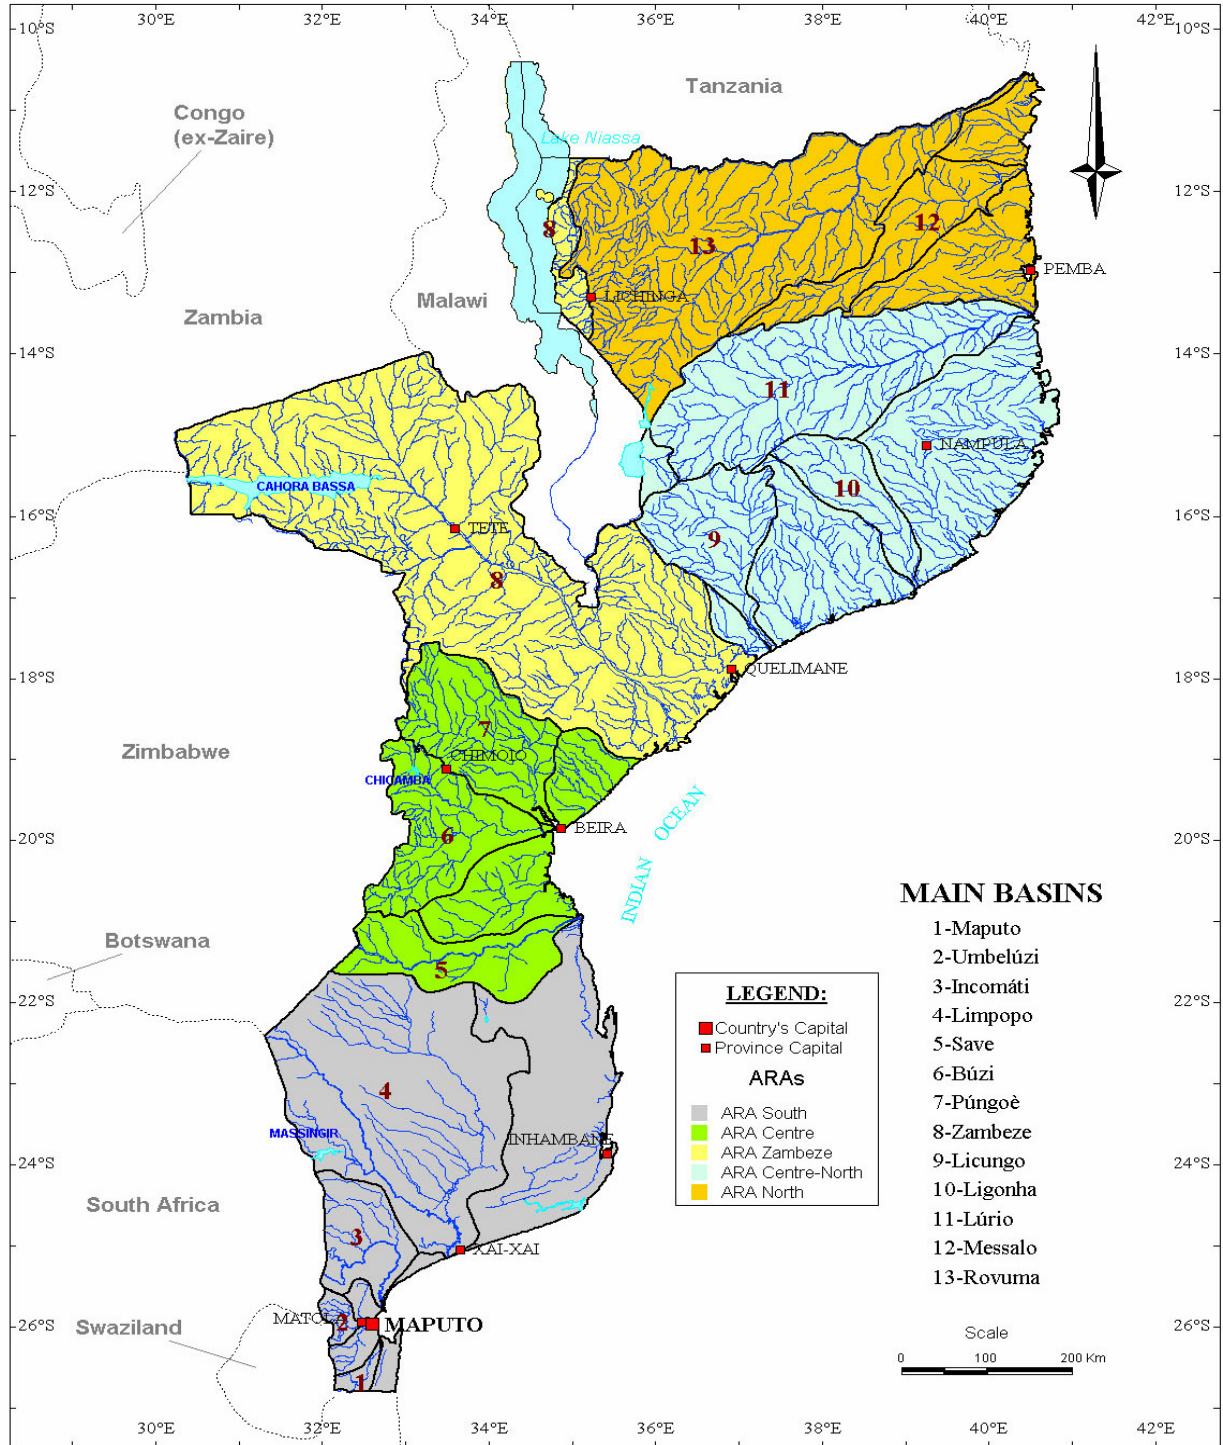 30°E 32°E 34°E 36°E 38°E 40°E 42°E
10°S 10°S
Tanzania
Congo
(ex-Zaire)
Lake Niassa
12°S 12°S
12
8
13
PEMBA
LICHINGA
Malawi
Zambia
14°S 14°S
11
NAMPULA
CAHORA BASSA
10
16°S 16°S
TETE
9
8
QUELIMANE
18°S 18°S
7
Zimbabwe
CHIMOIO
CHICAMBA
BEIRA
6
20°S 20°S
INDIAN OCEAN
MAIN BASINS
1-Maputo
2-Umbelúzi
3-Incomáti
4-Limpopo
5-Save
6-Búzi
7-Púngoè
8-Zambeze
9-Licungo
10-Ligonha
11-Lúrio
12-Messalo
13-Rovuma
Botswana
5
22°S 22°S
LEGEND:
Country's Capital
Province Capital
ARAs
ARA South
ARA Centre
ARA Zambeze
ARA Centre-North
ARA North
4
MASSINGIR
INHAMBANE
24°S 24°S
South Africa
3
XAI-XAI
MATOLA
2
MAPUTO
26°S 26°S
Swaziland
1
Scale
0 100 200 Km
30°E 32°E 34°E 36°E 38°E 40°E 42°E